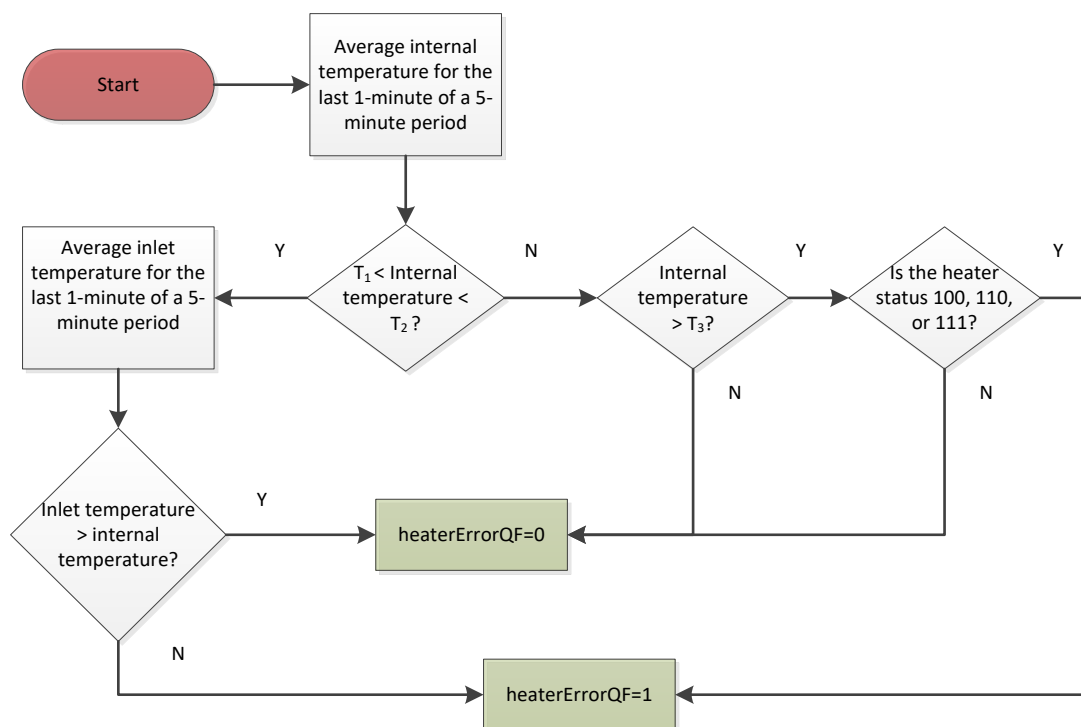 Start
Average internal
temperature for the
last 1-minute of a 5-
minute period
Average inlet
temperature for the
last 1-minute of a 5-
minute period
Y
T₁ < Internal
temperature <
T₂ ?
N
Internal
temperature
> T₃?
Y
Is the heater
status 100, 110,
or 111?
Y
N
N
Inlet temperature
> internal
temperature?
Y
heaterErrorQF=0
N
heaterErrorQF=1